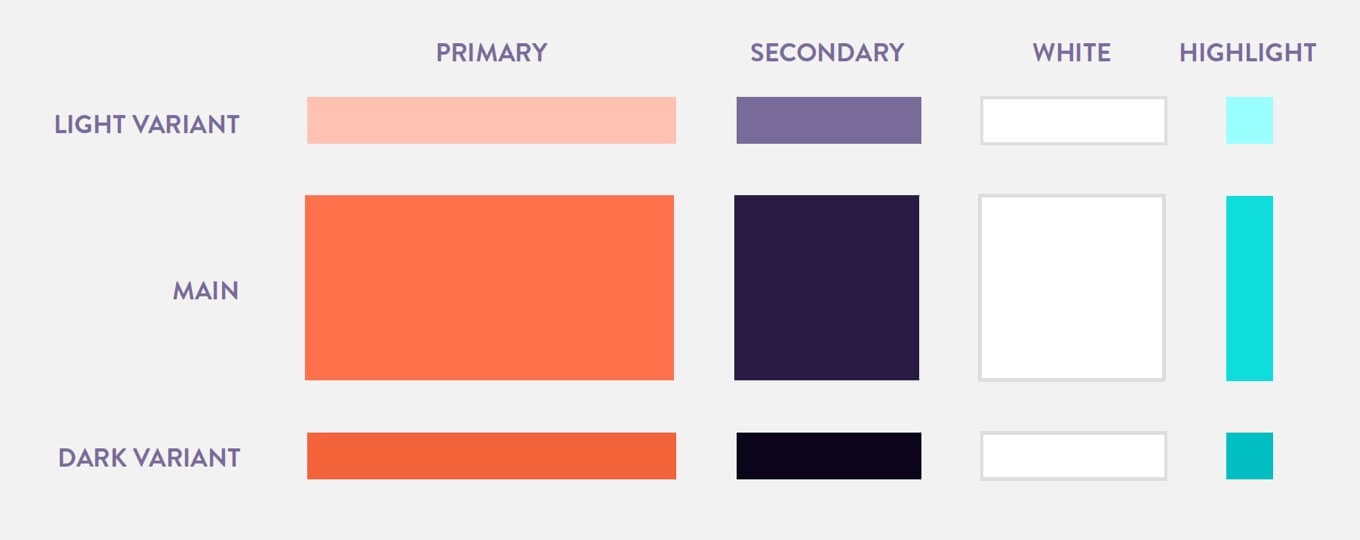 PRIMARY SECONDARY WHITE HIGHLIGHT
LIGHT VARIANT
MAIN
DARK VARIANT